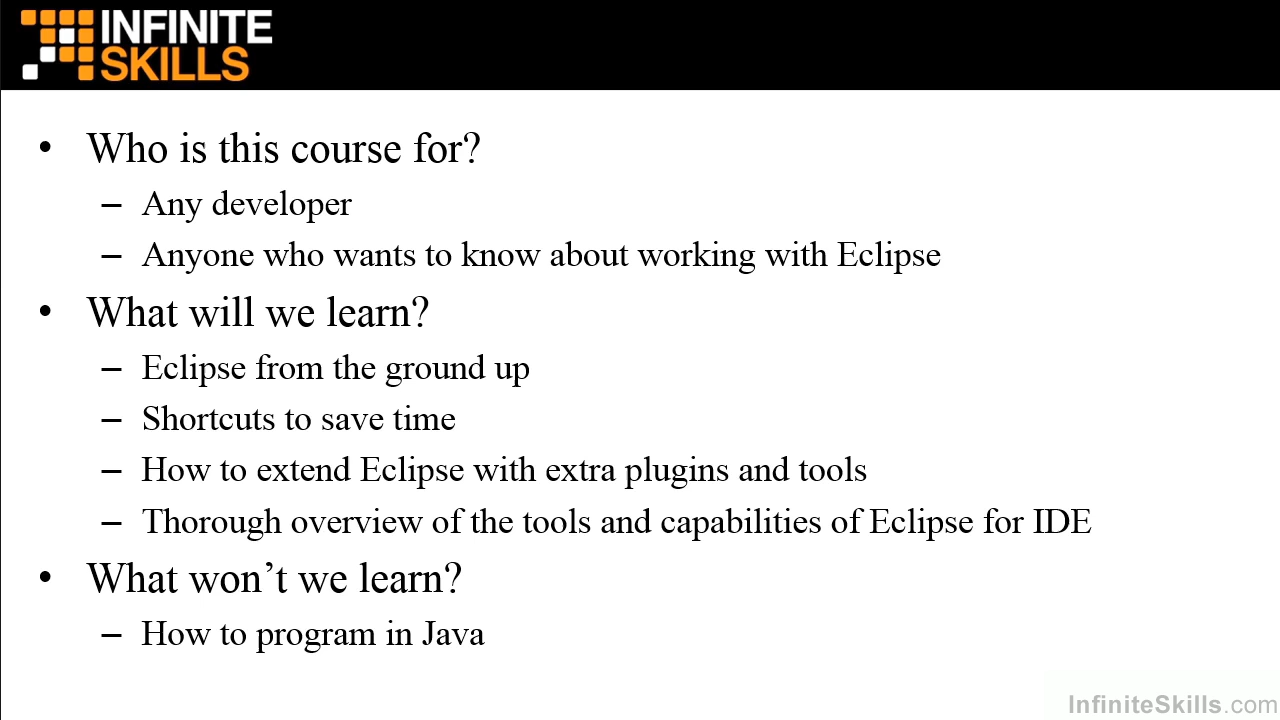 INFINITE
SKILLS
• Who is this course for?
– Any developer
– Anyone who wants to know about working with Eclipse
• What will we learn?
– Eclipse from the ground up
– Shortcuts to save time
– How to extend Eclipse with extra plugins and tools
– Thorough overview of the tools and capabilities of Eclipse for IDE
• What won’t we learn?
– How to program in Java
InfiniteSkills.com